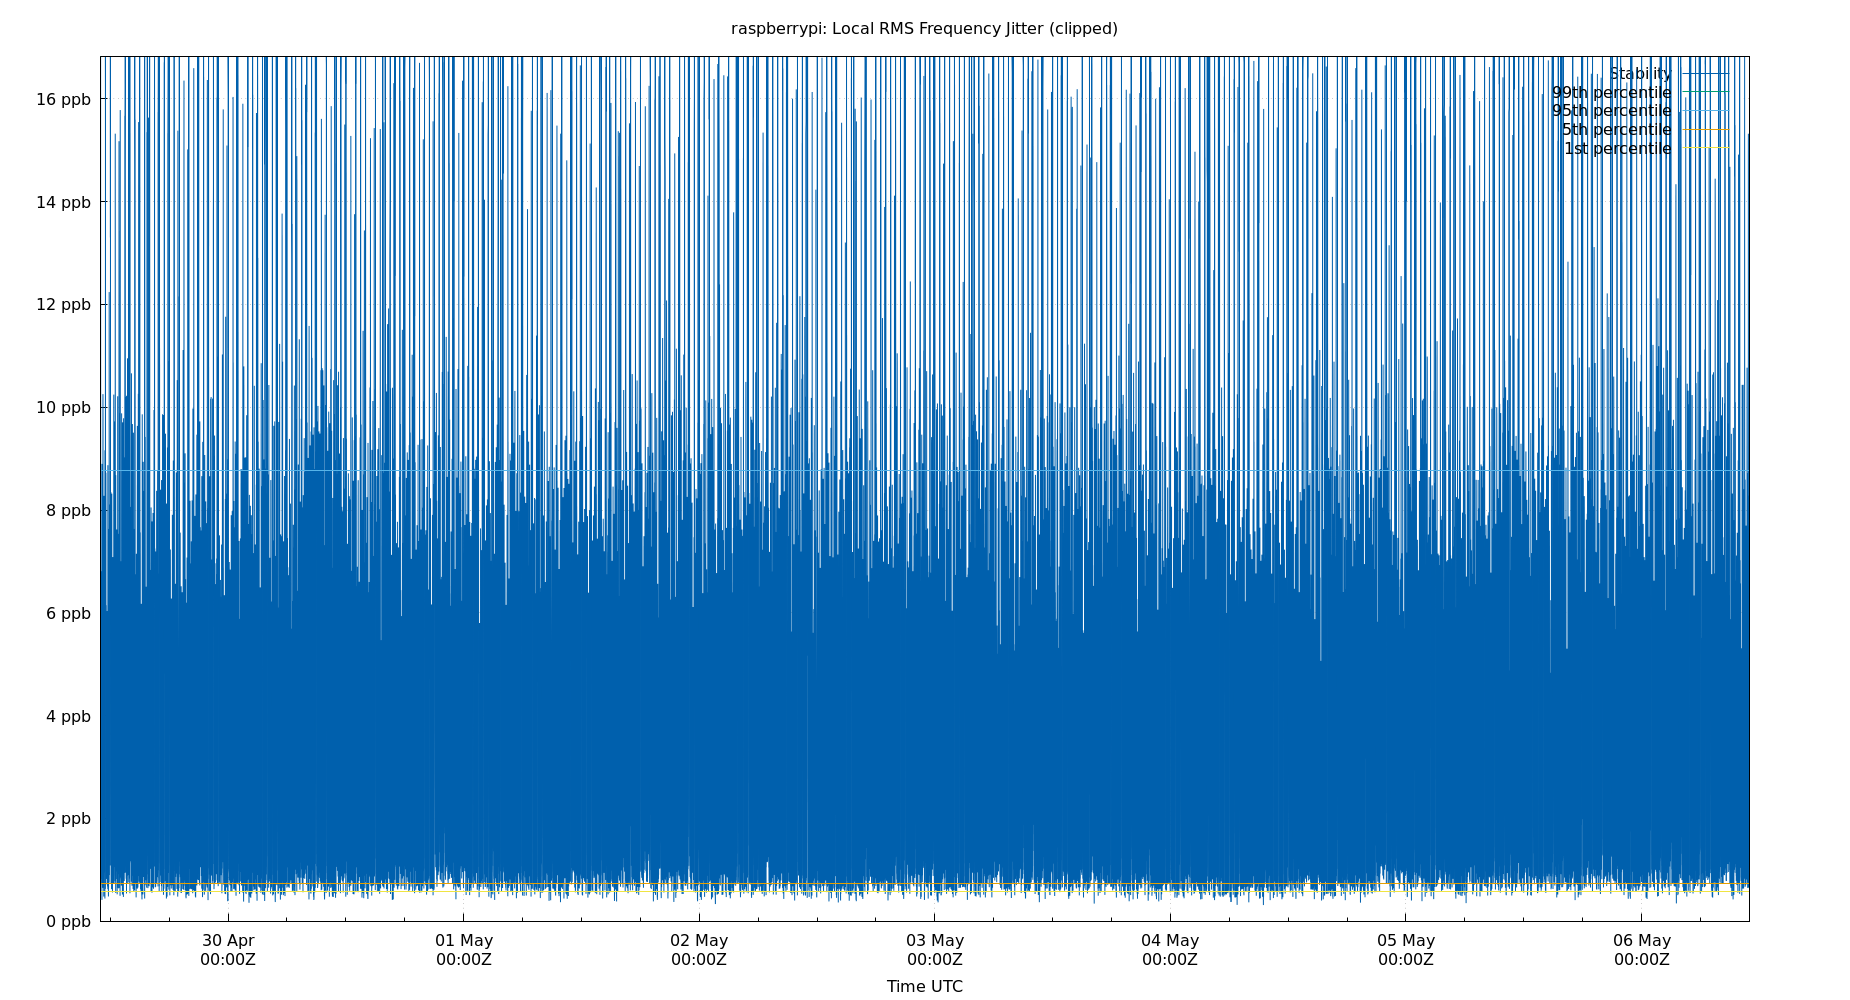 raspberrypi: Local RMS Frequency Jitter (clipped)
Stability
99th percentile
95th percentile
5th percentile
1st percentile
16 ppb
14 ppb
12 ppb
10 ppb
8 ppb
6 ppb
4 ppb
2 ppb
0 ppb
30 Apr 01 May 02 May 03 May 04 May 05 May 06 May
00:00Z 00:00Z 00:00Z 00:00Z 00:00Z 00:00Z 00:00Z
Time UTC